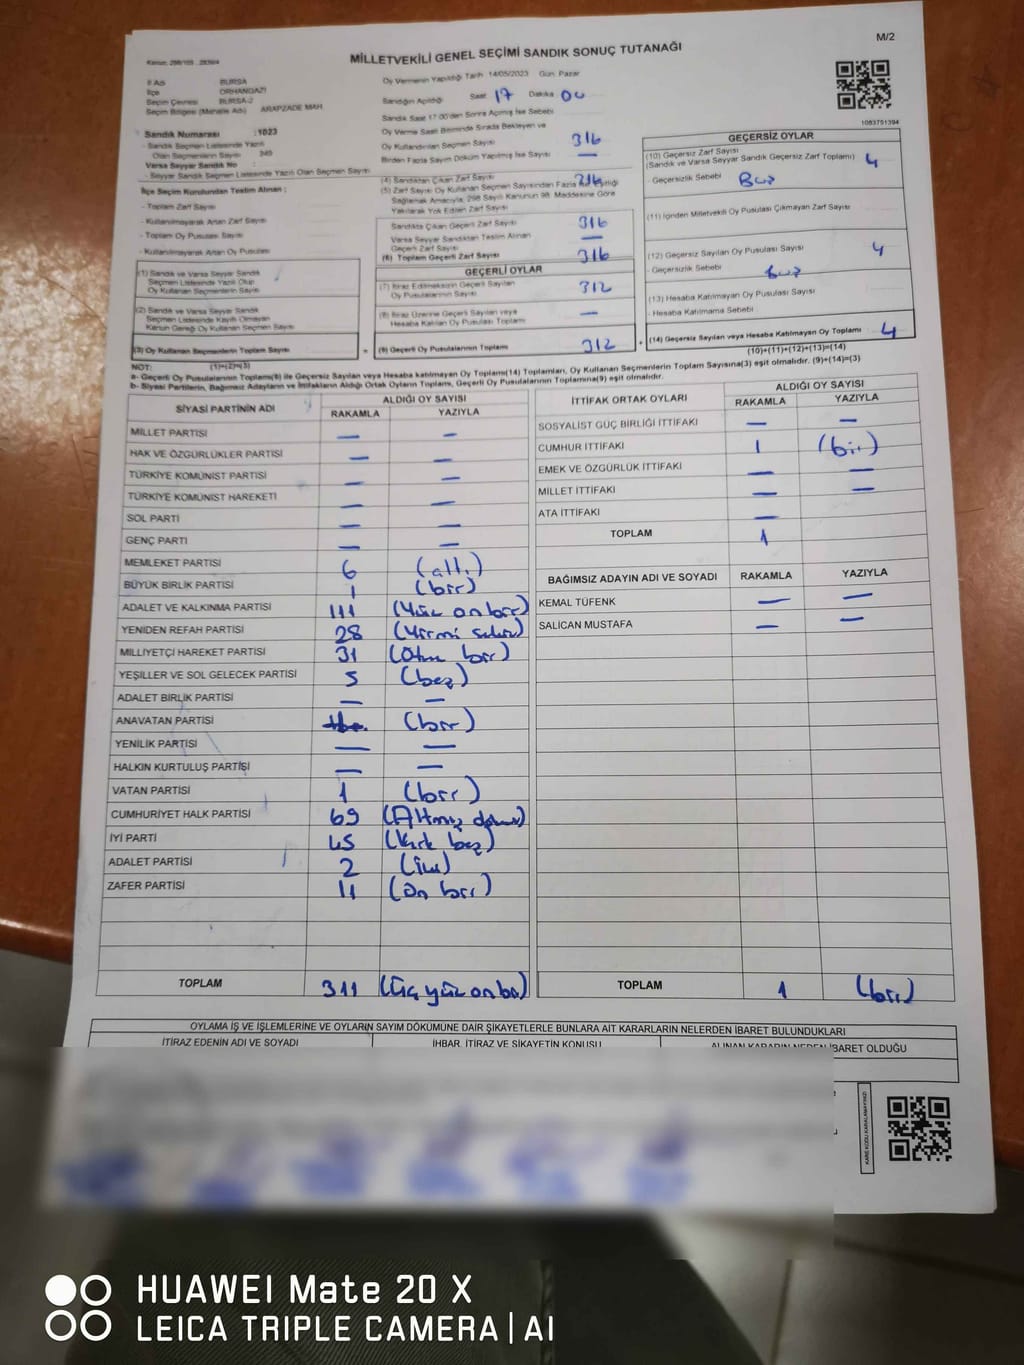 M/2
MİLLETVEKİLİ GENEL SEÇİMİ SANDIK SONUÇ TUTANAĞI
İl Adı BURSA
İlçe ORHANGAZİ
Seçim Çevresi BURSA-2
Seçim Bölgesi (Mahalle Adı) ARAPZADE MAH
Sandık Numarası :1023
- Sandık Seçmen Listesinde Yazılı
Olan Seçmenlerin Sayısı 345
Varsa Seyyar Sandık No :
- Seyyar Sandık Seçmen Listesinde Yazılı Olan Seçmen Sayısı
İlçe Seçim Kurulundan Teslim Alınan ;
- Toplam Zarf Sayısı
- Kullanılmayarak Artan Zarf Sayısı
- Toplam Oy Pusulası Sayısı
- Kullanılmayarak Artan Oy Pusulası
(1) Sandık ve Varsa Seyyar Sandık
Seçmen Listesinde Yazılı Olup
Oy Kullanan Seçmenlerin Sayısı
(2) Sandık ve Varsa Seyyar Sandık
Seçmen Listesinde Kayıtlı Olmayan
Kanun Gereği Oy Kullanan Seçmen Sayısı
(3) Oy Kullanan Seçmenlerin Toplam Sayısı =
Oy Vermenin Yapıldığı Tarih 14/05/2023 Gün Pazar
Sandığın Açıldığı Saat 17 Dakika 00
Sandık Saat 17.00'den Sonra Açılmış İse Sebebi
Oy Verme Saati Bitiminde Sırada Bekleyen ve
Oy Kullandırılan Seçmen Sayısı 316
Birden Fazla Sayım Döküm Yapılmış İse Sayısı —
(4) Sandıktan Çıkan Zarf Sayısı 316
(5) Zarf Sayısı Oy Kullanan Seçmen Sayısından Fazla İse Eşitliği
Sağlamak Amacıyla, 298 Sayılı Kanunun 98. Maddesine Göre
Yakılarak Yok Edilen Zarf Sayısı
Sandıkta Çıkan Geçerli Zarf Sayısı 316
Varsa Seyyar Sandıktan Teslim Alınan
Geçerli Zarf Sayısı —
(6) Toplam Geçerli Zarf Sayısı 316
GEÇERLİ OYLAR
(7) İtiraz Edilmeksizin Geçerli Sayılan
Oy Pusulalarının Sayısı 312
(8) İtiraz Üzerine Geçerli Sayılan veya
Hesaba Katılan Oy Pusulası Toplamı —
(9) Geçerli Oy Pusulalarının Toplamı 312 +
1083751394
GEÇERSİZ OYLAR
(10) Geçersiz Zarf Sayısı
(Sandık ve Varsa Seyyar Sandık Geçersiz Zarf Toplamı) 4
- Geçersizlik Sebebi
(11) İçinden Milletvekili Oy Pusulası Çıkmayan Zarf Sayısı
(12) Geçersiz Sayılan Oy Pusulası Sayısı 4
- Geçersizlik Sebebi
(13) Hesaba Katılmayan Oy Pusulası Sayısı
- Hesaba Katılmama Sebebi
(14) Geçersiz Sayılan veya Hesaba Katılmayan Oy Toplamı 4
(10)+(11)+(12)+(13)=(14)
NOT: (1)+(2)=(3)
a- Geçerli Oy Pusulalarının Toplamı(9) ile Geçersiz Sayılan veya Hesaba Katılmayan Oy Toplamı(14) Toplamları, Oy Kullanan Seçmenlerin Toplam Sayısına(3) eşit olmalıdır. (9)+(14)=(3)
b- Siyasi Partilerin, Bağımsız Adayların ve İttifakların Aldığı Ortak Oyların Toplamı, Geçerli Oy Pusulalarının Toplamına(9) eşit olmalıdır.
SİYASİ PARTİNİN ADI ALDIĞI OY SAYISI
RAKAMLA YAZIYLA
MİLLET PARTİSİ — —
HAK VE ÖZGÜRLÜKLER PARTİSİ — —
TÜRKİYE KOMÜNİST PARTİSİ — —
TÜRKİYE KOMÜNİST HAREKETİ — —
SOL PARTİ — —
GENÇ PARTİ — —
MEMLEKET PARTİSİ 6 (altı)
BÜYÜK BİRLİK PARTİSİ 1 (bir)
ADALET VE KALKINMA PARTİSİ 111 (Yüz on bir)
YENİDEN REFAH PARTİSİ 28 (Yirmi sekiz)
MİLLİYETÇİ HAREKET PARTİSİ 31 (Otuz bir)
YEŞİLLER VE SOL GELECEK PARTİSİ 5 (beş)
ADALET BİRLİK PARTİSİ — —
ANAVATAN PARTİSİ (bir)
YENİLİK PARTİSİ — —
HALKIN KURTULUŞ PARTİSİ — —
VATAN PARTİSİ 1 (bir)
CUMHURİYET HALK PARTİSİ 69 (Altmış dokuz)
İYİ PARTİ 45 (Kırk beş)
ADALET PARTİSİ 2 (iki)
ZAFER PARTİSİ 11 (On bir)
TOPLAM 311 (Üç yüz on bir)
İTTİFAK ORTAK OYLARI ALDIĞI OY SAYISI
RAKAMLA YAZIYLA
SOSYALİST GÜÇ BİRLİĞİ İTTİFAKI — —
CUMHUR İTTİFAKI 1 (bir)
EMEK VE ÖZGÜRLÜK İTTİFAKI — —
MİLLET İTTİFAKI — —
ATA İTTİFAKI —
TOPLAM 1
BAĞIMSIZ ADAYIN ADI VE SOYADI RAKAMLA YAZIYLA
KEMAL TÜFENK — —
SALİCAN MUSTAFA — —
TOPLAM 1 (bir)
OYLAMA İŞ VE İŞLEMLERİNE VE OYLARIN SAYIM DÖKÜMÜNE DAİR ŞİKAYETLERLE BUNLARA AİT KARARLARIN NELERDEN İBARET BULUNDUKLARI
İTİRAZ EDENİN ADI VE SOYADI İHBAR, İTİRAZ VE ŞİKAYETİN KONUSU ALINAN KARARIN NEDEN İBARET OLDUĞU
KARE KODU KARALAMAYINIZ!
HUAWEI Mate 20 X
LEICA TRIPLE CAMERA | AI